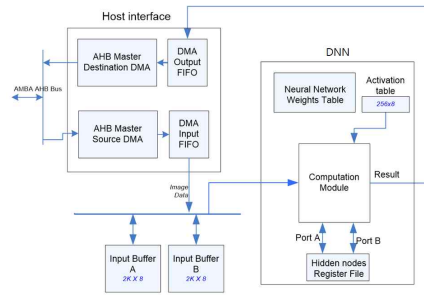 Host interface
AHB Master
Destination DMA
DMA
Output
FIFO
AMBA AHB Bus
AHB Master
Source DMA
DMA
Input
FIFO
Image
Data
Input Buffer
A
2K X 8
Input Buffer
B
2K X 8
DNN
Neural Network
Weights Table
Activation
table
256x8
Computation
Module
Result
Port A
Port B
Hidden nodes
Register File